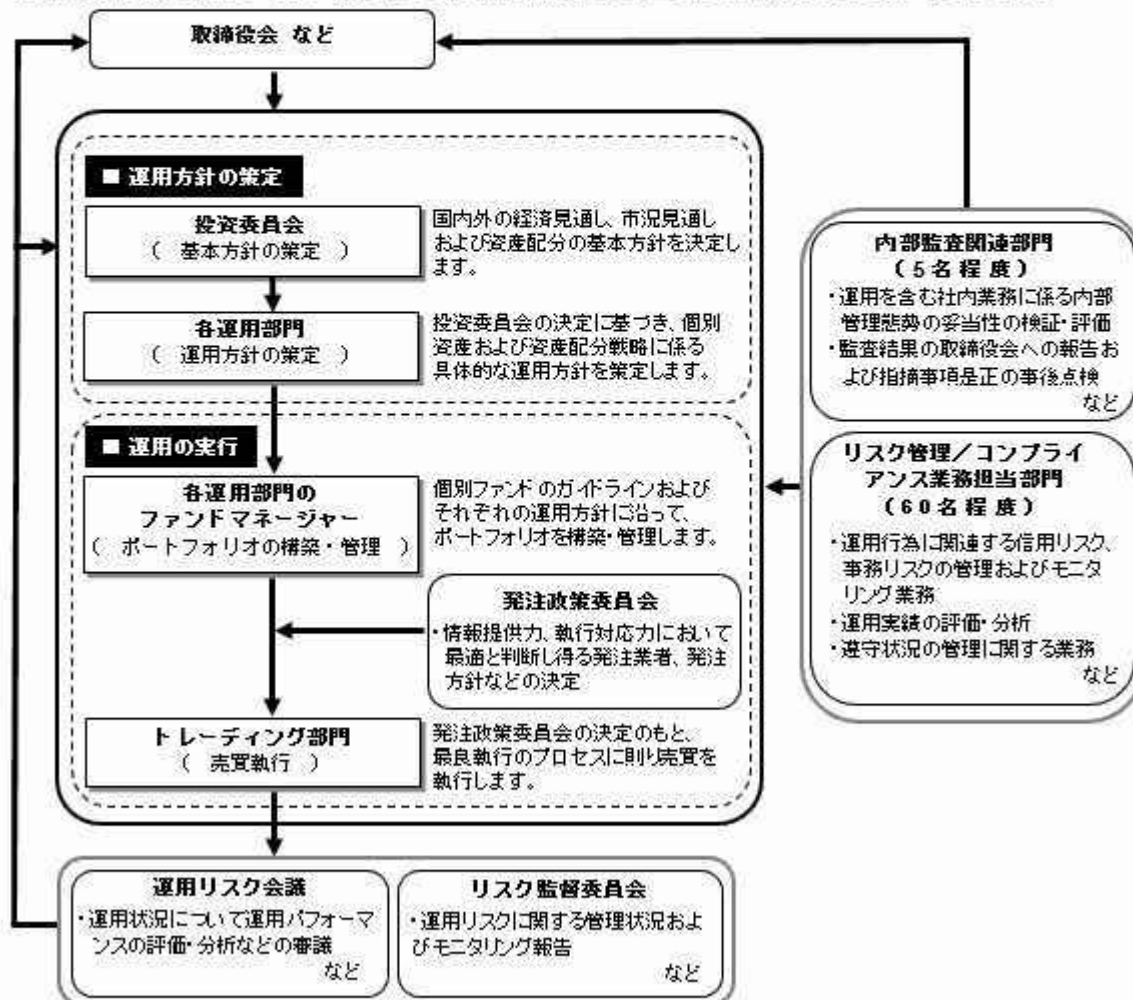 取締役会 など
■ 運用方針の策定
投資委員会
( 基本方針の策定 )
国内外の経済見通し、市況見通し
および資産配分の基本方針を決定し
ます。
各運用部門
( 運用方針の策定 )
投資委員会の決定に基づき、個別
資産および資産配分戦略に係る
具体的な運用方針を策定します。
■ 運用の実行
各運用部門の
ファンドマネージャー
( ポートフォリオの構築・管理 )
個別ファンドのガイドラインおよび
それぞれの運用方針に沿って、
ポートフォリオを構築・管理します。
発注政策委員会
・情報提供力、執行対応力において
最適と判断し得る発注業者、発注
方針などの決定
トレーディング部門
( 売買執行 )
発注政策委員会の決定のもと、
最良執行のプロセスに則り売買を
執行します。
内部監査関連部門
(5名程度)
・運用を含む社内業務に係る内部
管理態勢の妥当性の検証・評価
・監査結果の取締役会への報告お
よび指摘事項是正の事後点検
など
リスク管理/コンプライ
アンス業務担当部門
(60名程度)
・運用行為に関連する信用リスク、
事務リスクの管理およびモニタ
リング業務
・運用実績の評価・分析
・遵守状況の管理に関する業務
など
運用リスク会議
・運用状況について運用パフォーマ
ンスの評価・分析などの審議
など
リスク監督委員会
・運用リスクに関する管理状況およ
びモニタリング報告
など